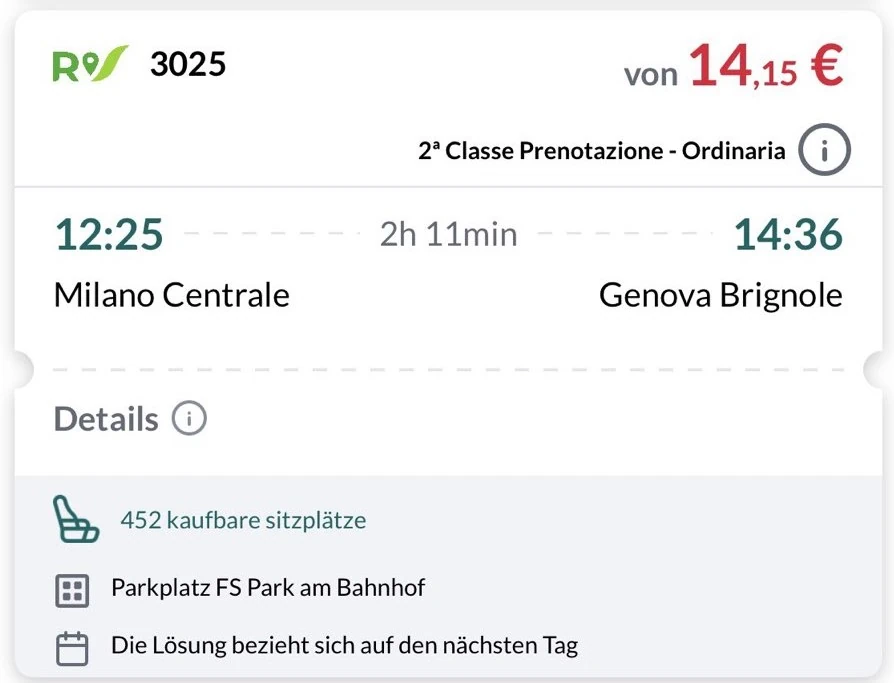 RV 3025
von 14,15 €
2ª Classe Prenotazione - Ordinaria
12:25 2h 11min 14:36
Milano Centrale Genova Brignole
Details
452 kaufbare sitzplätze
Parkplatz FS Park am Bahnhof
Die Lösung bezieht sich auf den nächsten Tag